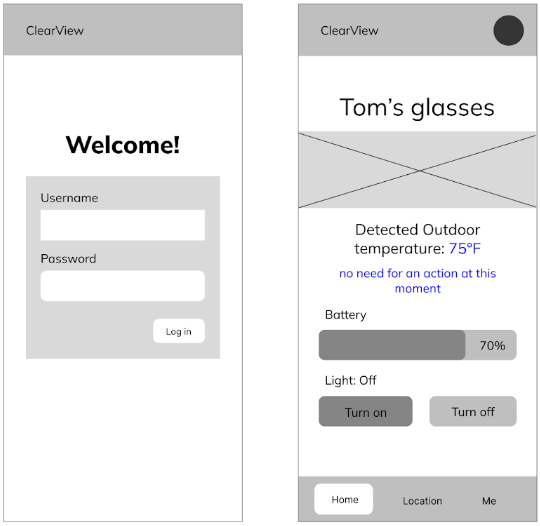 ClearView
Welcome!
Username
Password
Log in
ClearView
Tom's glasses
Detected Outdoor
temperature: 75°F
no need for an action at this
moment
Battery
70%
Light: Off
Turn on
Turn off
Home
Location
Me